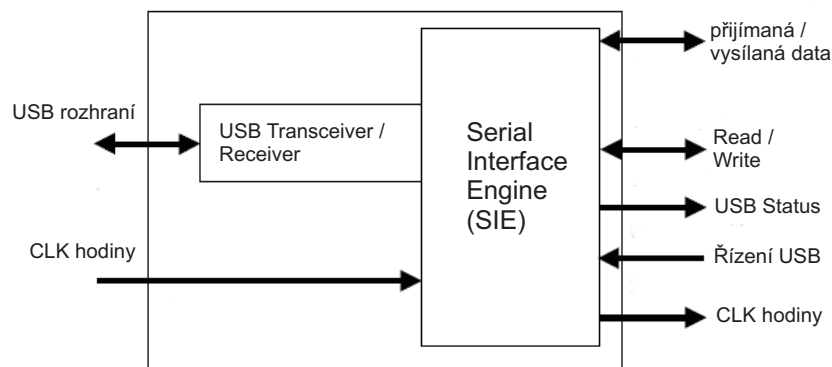 USB rozhraní
CLK hodiny
USB Transceiver /
Receiver
Serial
Interface
Engine
(SIE)
přijímaná /
vysílaná data
Read /
Write
USB Status
Řízení USB
CLK hodiny